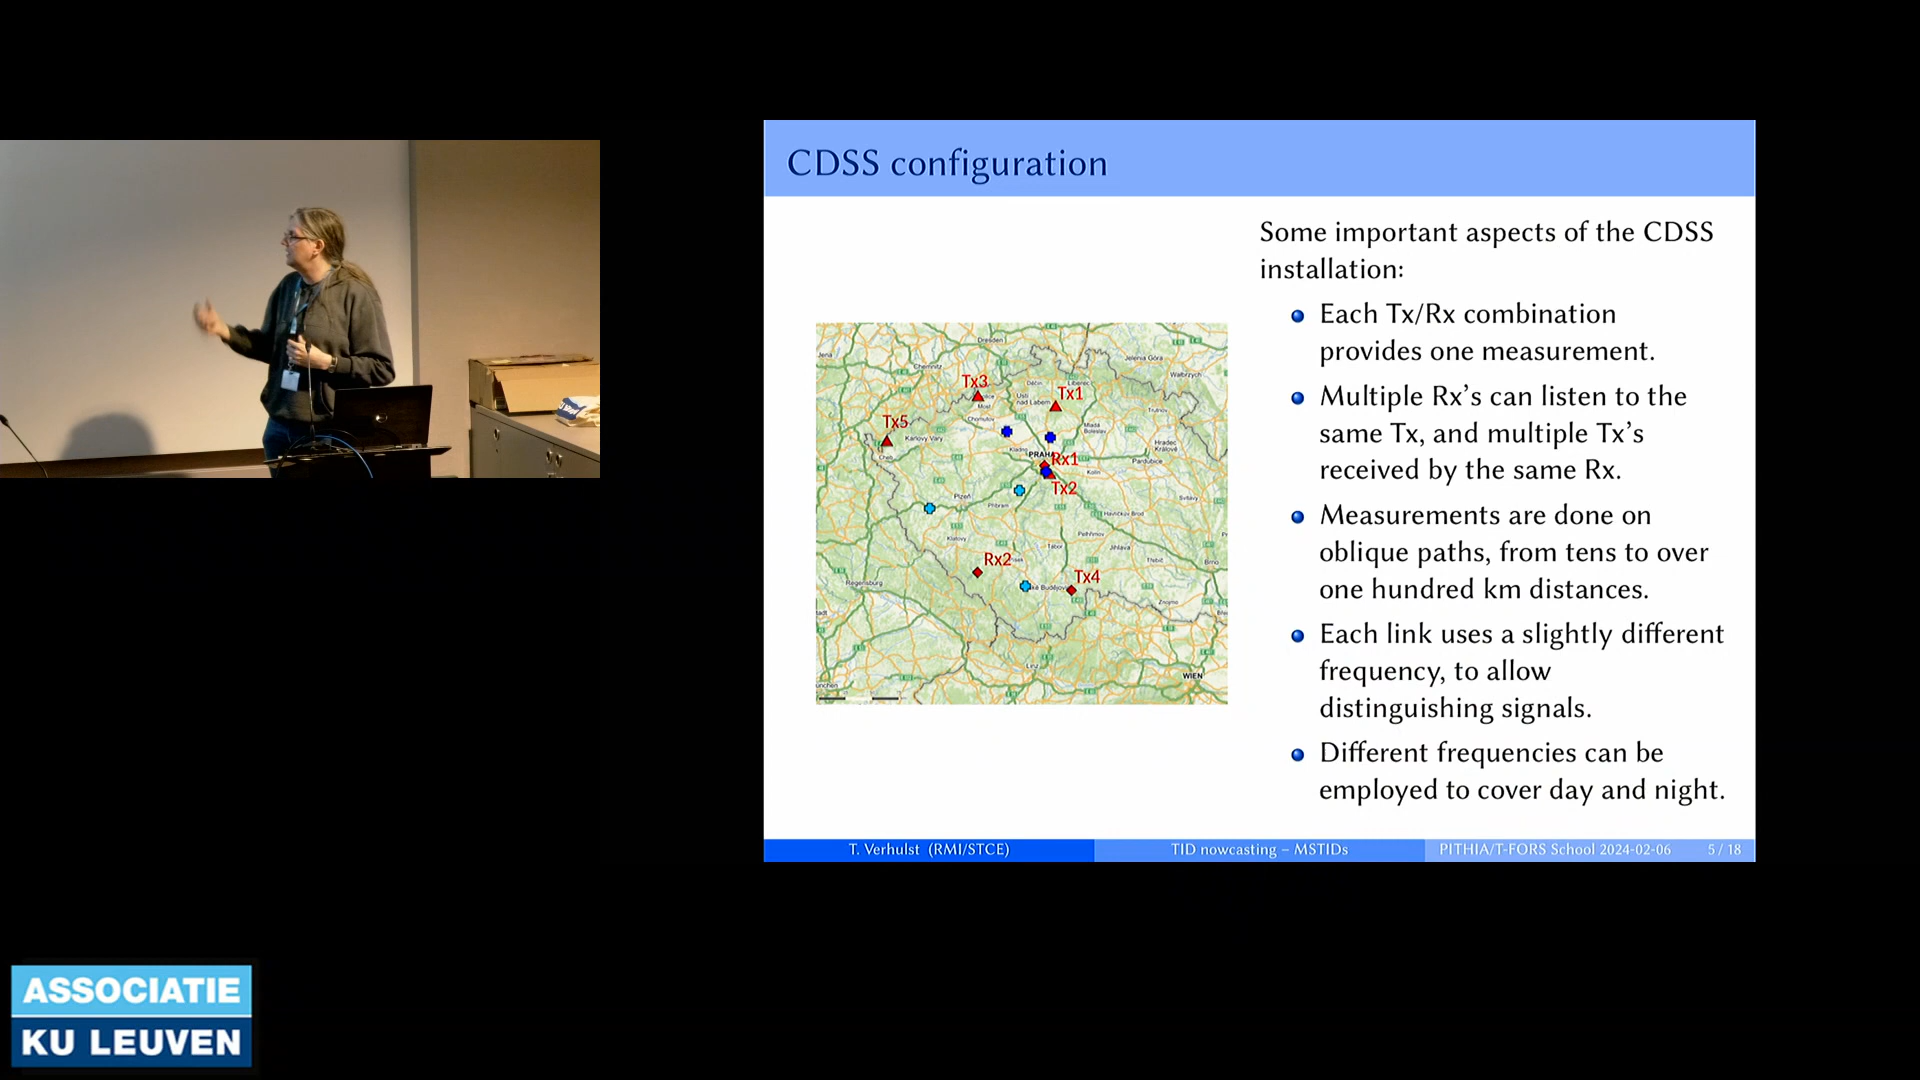 CDSS configuration
Some important aspects of the CDSS
installation:
Each Tx/Rx combination
provides one measurement.
Multiple Rx's can listen to the
same Tx, and multiple Tx's
received by the same Rx.
Measurements are done on
oblique paths, from tens to over
one hundred km distances.
Each link uses a slightly different
frequency, to allow
distinguishing signals.
Different frequencies can be
employed to cover day and night.
Dresden
Jena
Jelenia Góra
Chemnitz
Wałbrzych
Děčín
Liberec
Tx3
Ústí
nad Labem
Tx1
Most
Trutnov
Chomutov
Tx5
Mladá
Boleslav
Karlovy Vary
Hradec
Králové
Cheb
Kladno
PRAHA
Rx1
Kolín
Pardubice
Tx2
Plzeň
Příbram
Svitavy
Havlíčkův Brod
Klatovy
Pelhřimov
Tábor
Jihlava
Rx2
Třebíč
Brno
Regensburg
Tx4
Znojmo
Linz
WIEN
T. Verhulst (RMI/STCE)
TID nowcasting – MSTIDs
PITHIA/T-FORS School 2024-02-06
5 / 18
ASSOCIATIE
KU LEUVEN